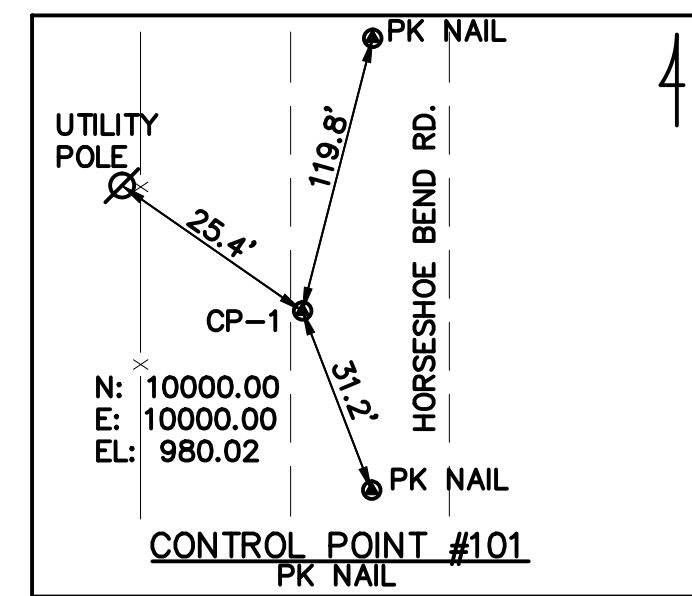 PK NAIL
UTILITY
POLE
119.8'
HORSESHOE BEND RD.
25.4'
CP-1
31.2'
N: 10000.00
E: 10000.00
EL: 980.02
PK NAIL
CONTROL POINT #101
PK NAIL